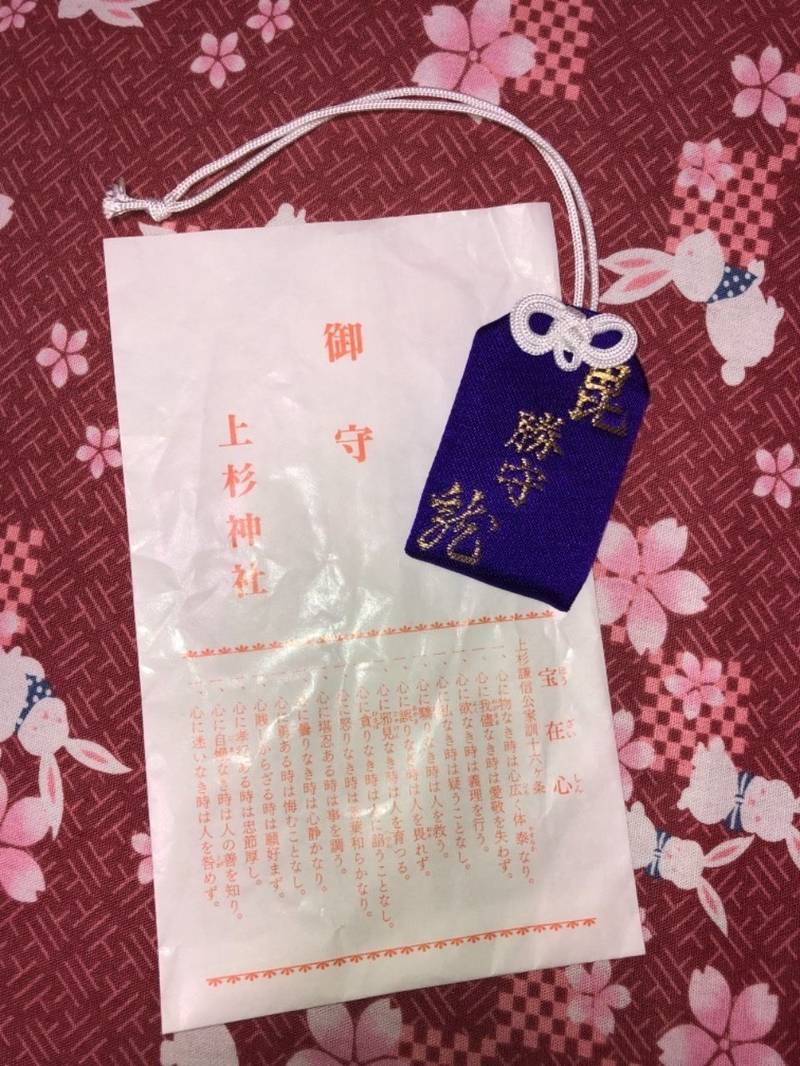 御守
上杉神社
毘
勝守
龍
宝在心
ほう ざい しん
上杉謙信公家訓十六ヶ条
一、心に物なき時は心広く体泰なり。
一、心に我儘なき時は愛敬を失わず。
一、心に欲なき時は義理を行う。
一、心に私なき時は疑うことなし。
一、心に驕りなき時は人を教う。
一、心に誤りなき時は人を畏れず。
一、心に邪見なき時は人を育つる。
一、心に貪りなき時は人に諂うことなし。
一、心に怒りなき時は言葉和らかなり。
一、心に堪忍ある時は事を調う。
一、心に曇りなき時は心静かなり。
一、心に勇ある時は悔むことなし。
一、心賤しからざる時は願好まず。
一、心に孝行ある時は忠節厚し。
一、心に自慢なき時は人の善を知り。
一、心に迷いなき時は人を咎めず。